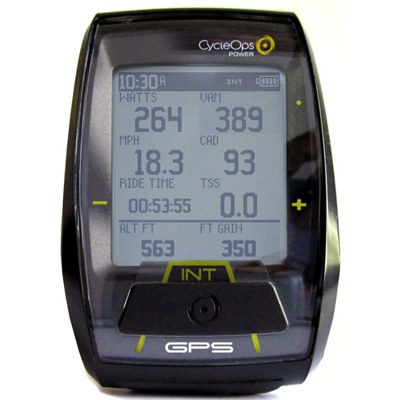 CycleOps
POWER
10:30A INT
WATTS VAM
264 389
MPH CAD
18.3 93
RIDE TIME TSS
00:53:55 0.0
ALT FT FT GAIN
563 350
− +
INT
GPS